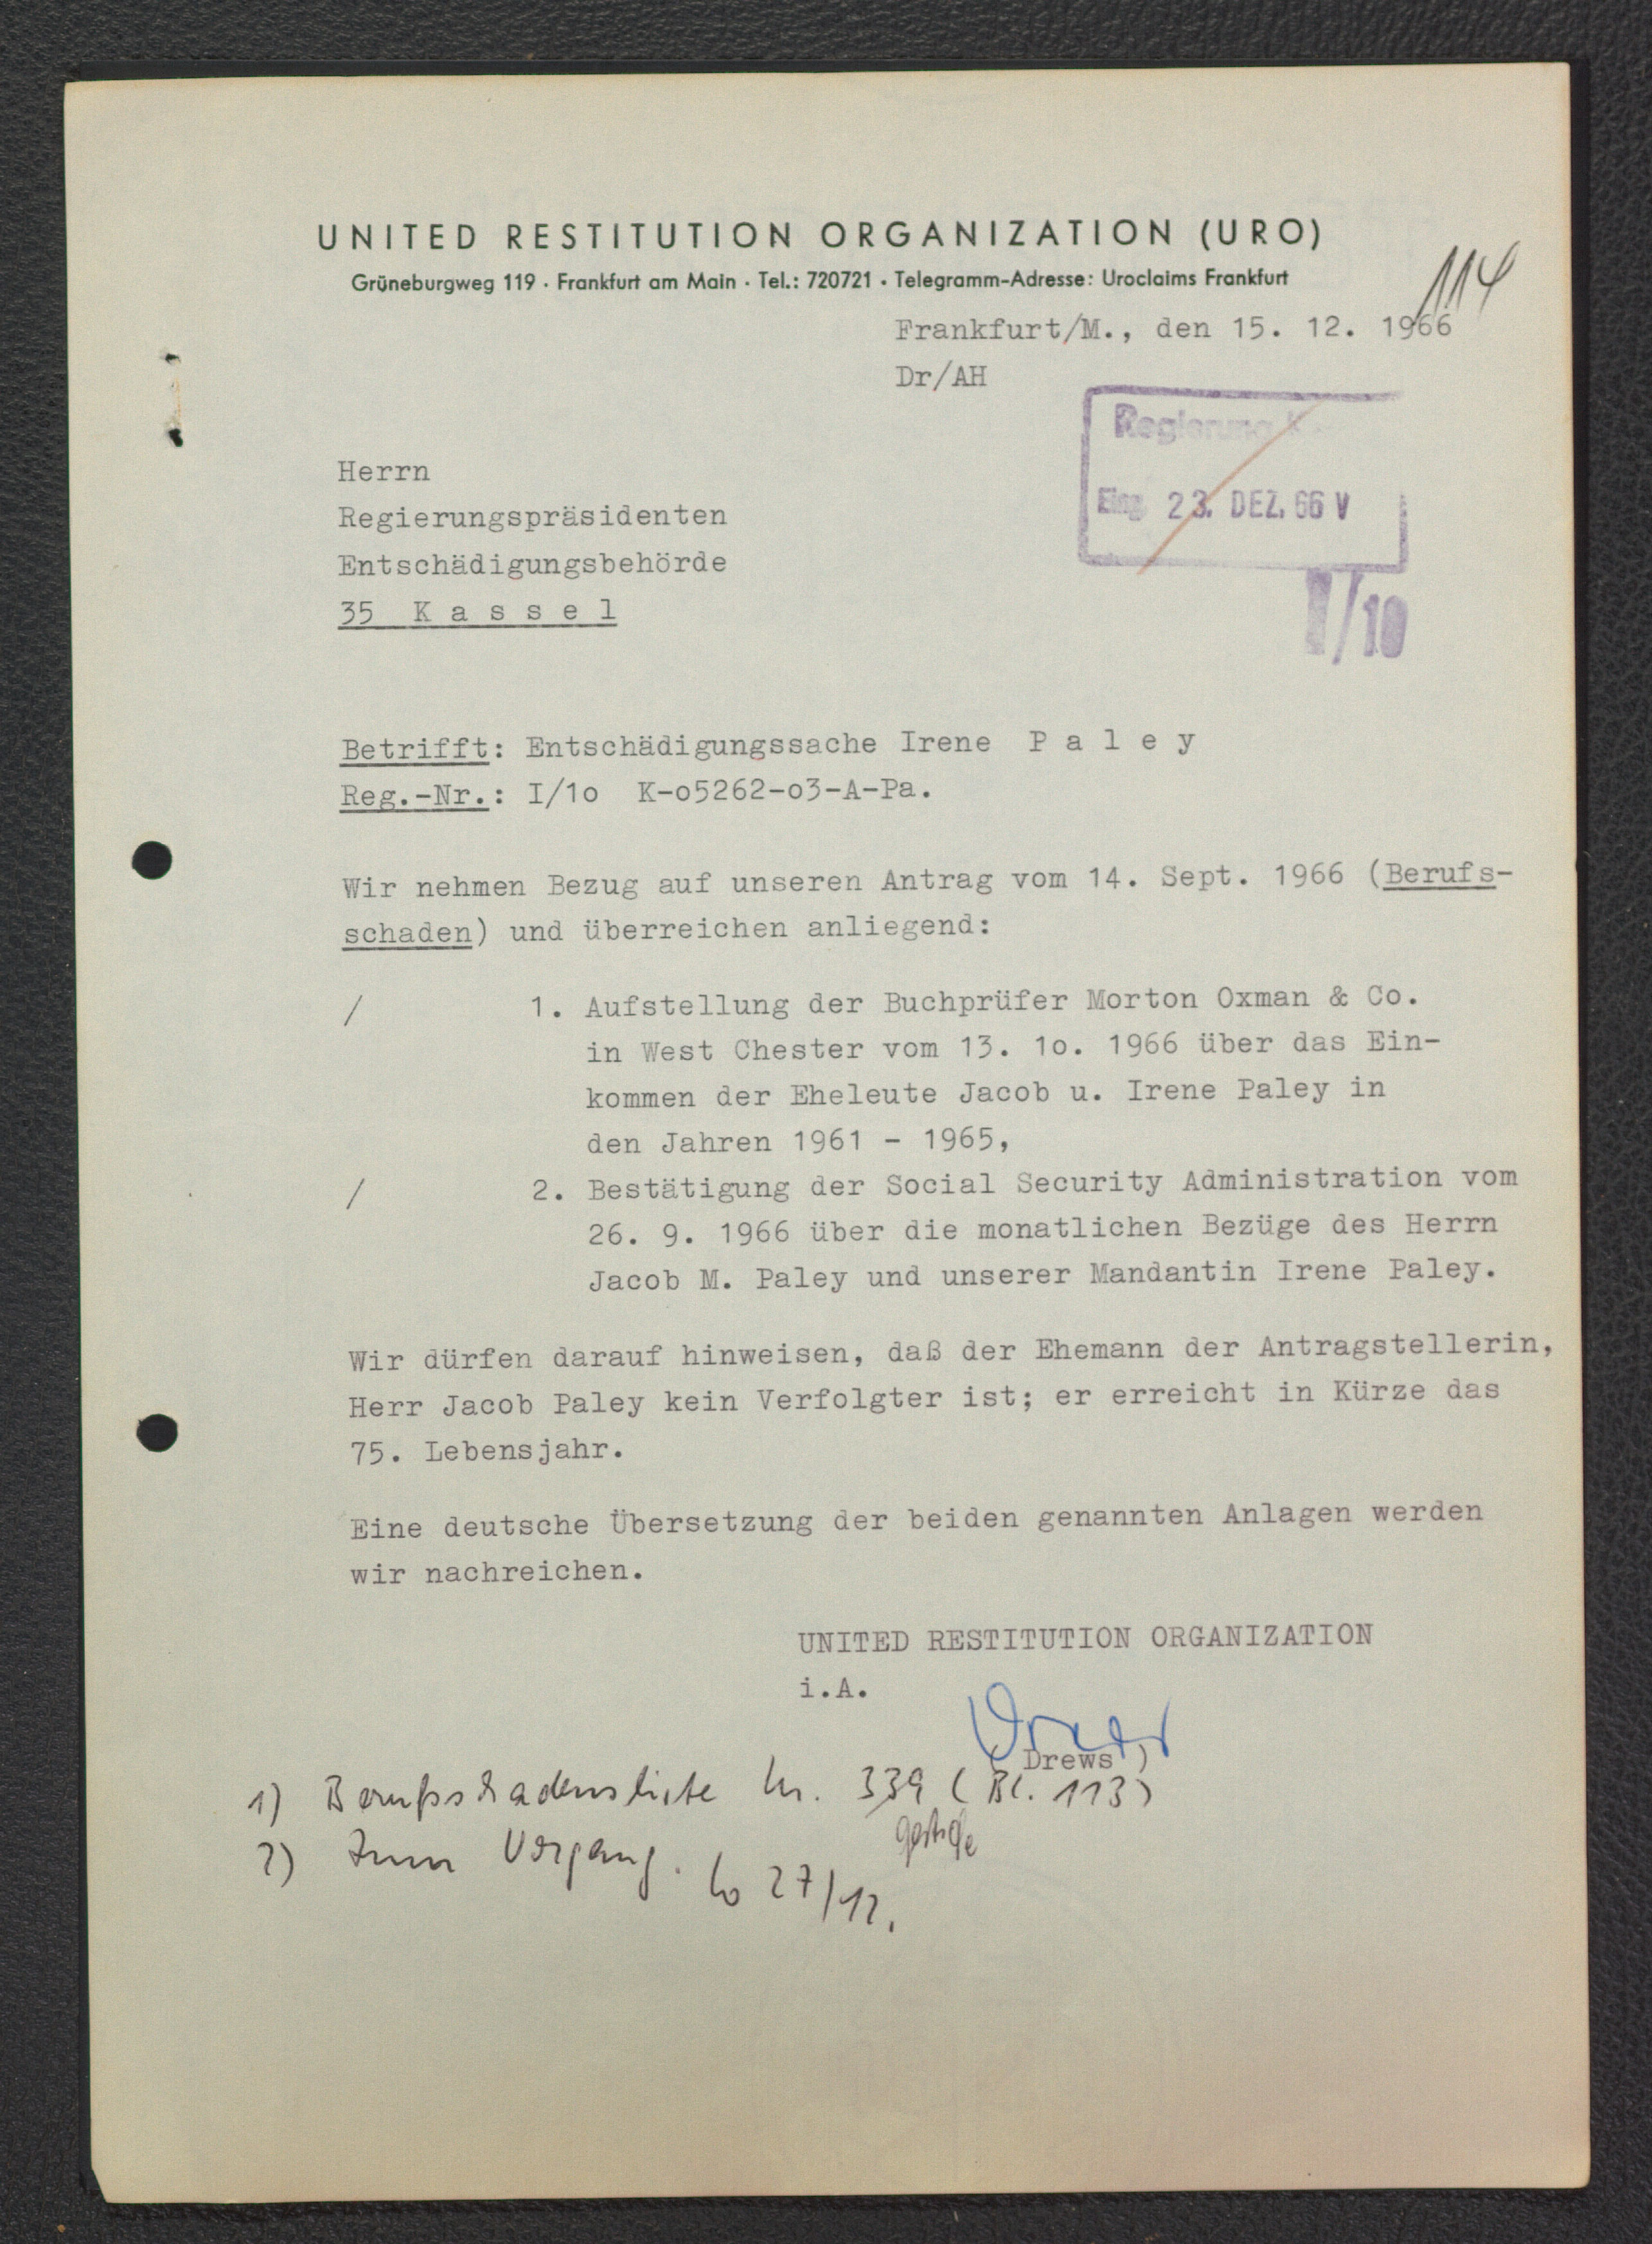 UNITED RESTITUTION ORGANIZATION (URO)
Grüneburgweg 119 · Frankfurt am Main · Tel.: 720721 · Telegramm-Adresse: Uroclaims Frankfurt
114
Frankfurt/M., den 15. 12. 1966
Dr/AH
Regierung
Eing. 23. DEZ. 66 V
I/10
Herrn
Regierungspräsidenten
Entschädigungsbehörde
35 K a s s e l
Betrifft: Entschädigungssache Irene P a l e y
Reg.-Nr.: I/1o K-o5262-o3-A-Pa.
Wir nehmen Bezug auf unseren Antrag vom 14. Sept. 1966 (Berufs-
schaden) und überreichen anliegend:
/ 1. Aufstellung der Buchprüfer Morton Oxman & Co.
in West Chester vom 13. 1o. 1966 über das Ein-
kommen der Eheleute Jacob u. Irene Paley in
den Jahren 1961 - 1965,
/ 2. Bestätigung der Social Security Administration vom
26. 9. 1966 über die monatlichen Bezüge des Herrn
Jacob M. Paley und unserer Mandantin Irene Paley.
Wir dürfen darauf hinweisen, daß der Ehemann der Antragstellerin,
Herr Jacob Paley kein Verfolgter ist; er erreicht in Kürze das
75. Lebensjahr.
Eine deutsche Übersetzung der beiden genannten Anlagen werden
wir nachreichen.
UNITED RESTITUTION ORGANIZATION
i.A.
( Drews )
1) Berufsschadensliste Nr. 339 (Bl. 113)
2) Zum Vorgang. 27/12.